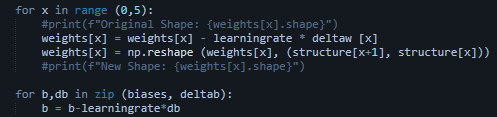 for x in range (0,5):
#print(f"Original Shape: {weights[x].shape}")
weights[x] = weights[x] - learningrate * deltaw [x]
weights[x] = np.reshape (weights[x], (structure[x+1], structure[x]))
#print(f"New Shape: {weights[x].shape}")
for b,db in zip (biases, deltab):
b = b-learningrate*db